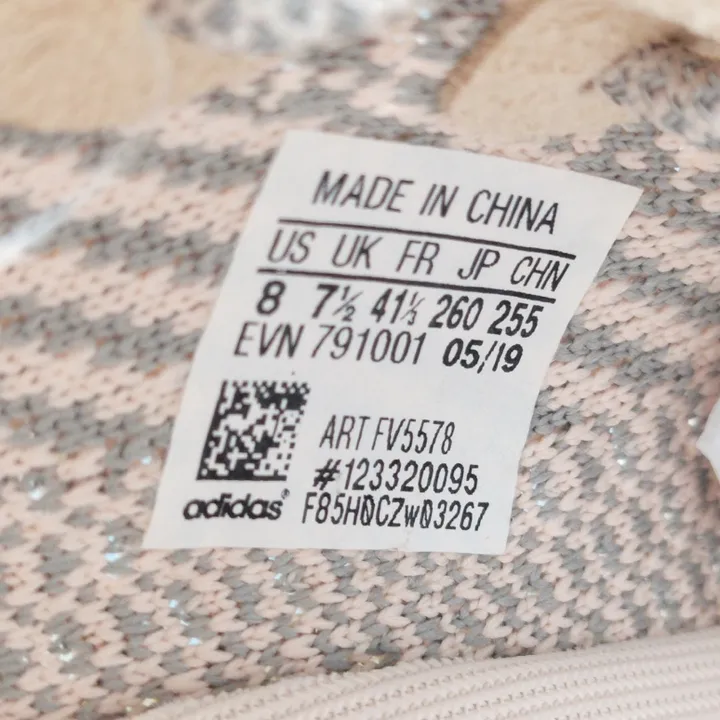 MADE IN CHINA
US UK FR JP CHN
8 7½ 41⅓ 260 255
EVN 791001 05/19
ART FV5578
#123320095
adidas® F85H0CZw03267